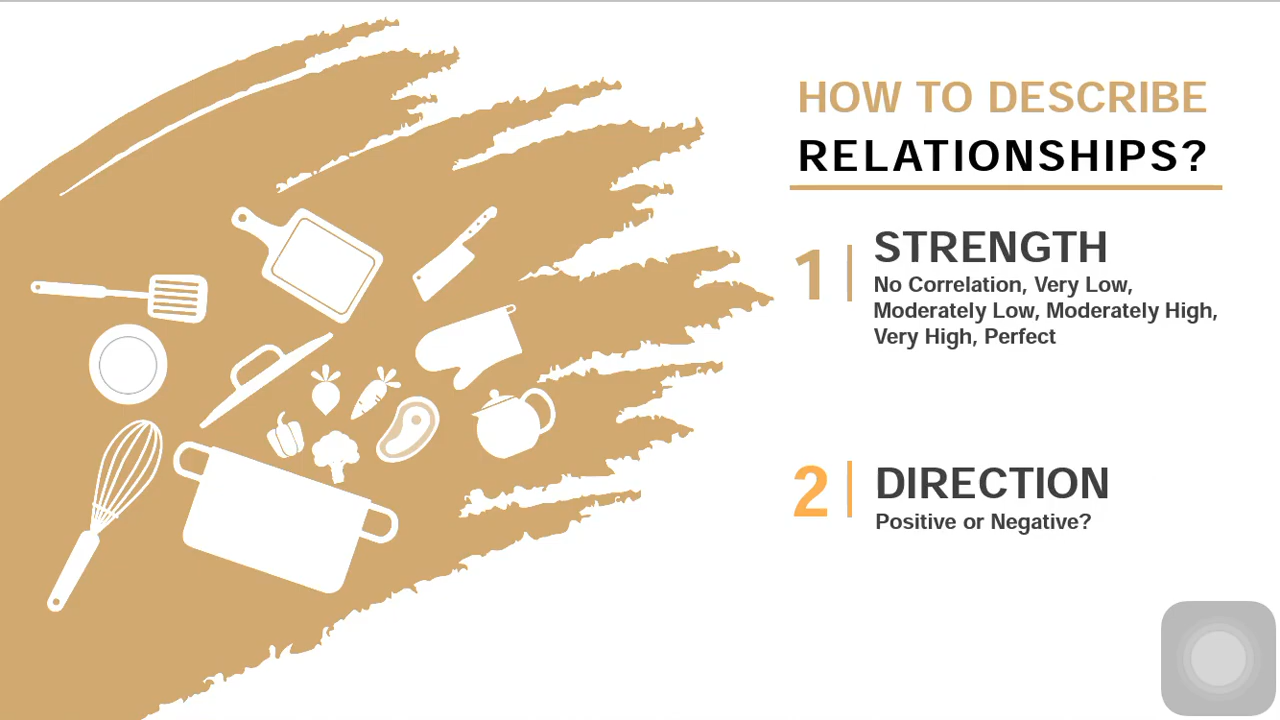 HOW TO DESCRIBE
RELATIONSHIPS?
1
STRENGTH
No Correlation, Very Low,
Moderately Low, Moderately High,
Very High, Perfect
2
DIRECTION
Positive or Negative?